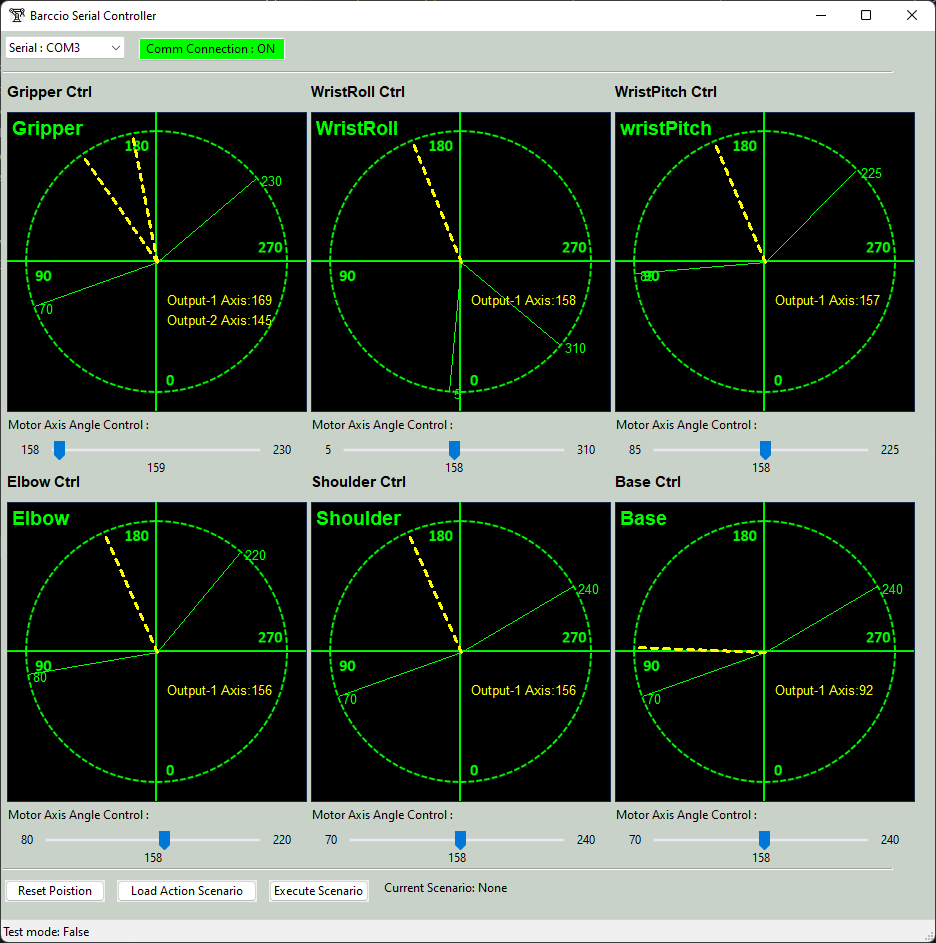 Barccio Serial Controller
Serial : COM3
Comm Connection : ON
Gripper Ctrl
WristRoll Ctrl
WristPitch Ctrl
Gripper
180
230
270
90
70
Output-1 Axis:169
Output-2 Axis:145
0
WristRoll
180
270
90
Output-1 Axis:158
310
0
5
wristPitch
180
225
270
85
90
Output-1 Axis:157
0
Motor Axis Angle Control :
158
230
159
Motor Axis Angle Control :
5
310
158
Motor Axis Angle Control :
85
225
158
Elbow Ctrl
Shoulder Ctrl
Base Ctrl
Elbow
180
220
270
90
80
Output-1 Axis:156
0
Shoulder
180
240
270
90
70
Output-1 Axis:156
0
Base
180
240
270
90
70
Output-1 Axis:92
0
Motor Axis Angle Control :
80
220
158
Motor Axis Angle Control :
70
240
158
Motor Axis Angle Control :
70
240
158
Reset Poistion
Load Action Scenario
Execute Scenario
Current Scenario: None
Test mode: False